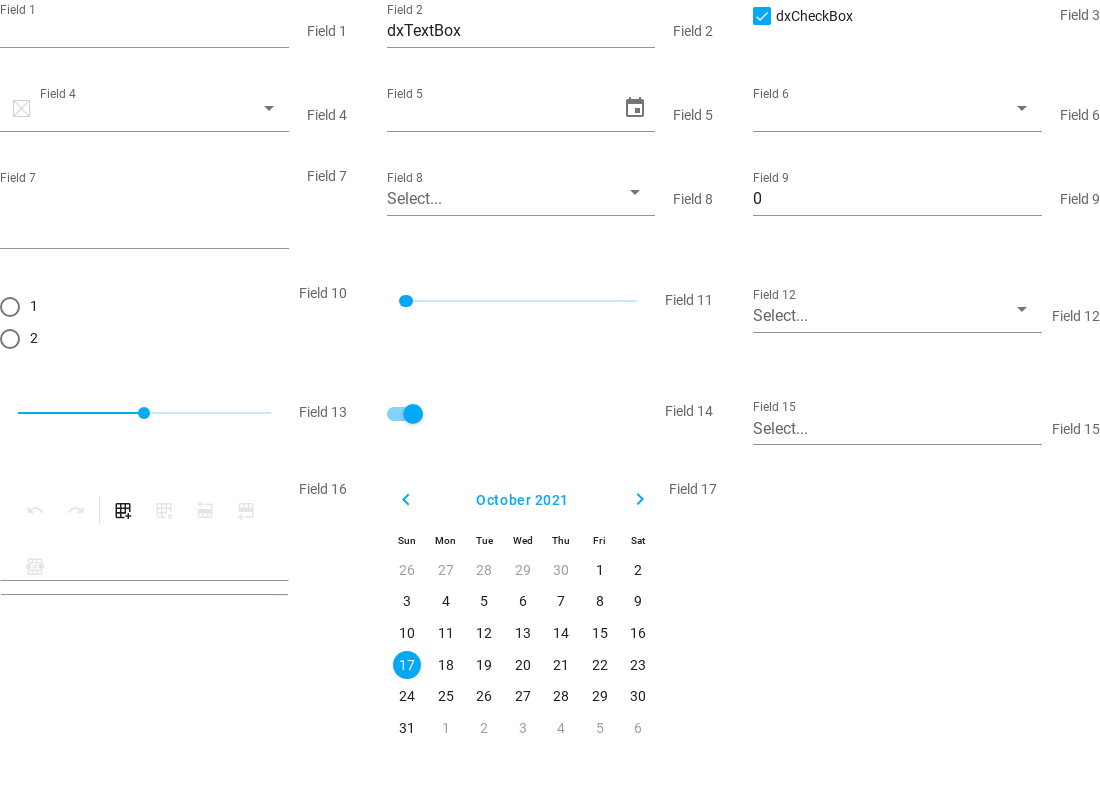 Field 1
Field 1
Field 2
dxTextBox
Field 2
dxCheckBox
Field 3
Field 4
Field 4
Field 5
Field 5
Field 6
Field 6
Field 7
Field 7
Field 8
Select...
Field 8
Field 9
0
Field 9
1
2
Field 10
Field 11
Field 12
Select...
Field 12
Field 13
Field 14
Field 15
Select...
Field 15
Field 16
October 2021
Field 17
Sun Mon Tue Wed Thu Fri Sat
26 27 28 29 30 1 2
3 4 5 6 7 8 9
10 11 12 13 14 15 16
17 18 19 20 21 22 23
24 25 26 27 28 29 30
31 1 2 3 4 5 6